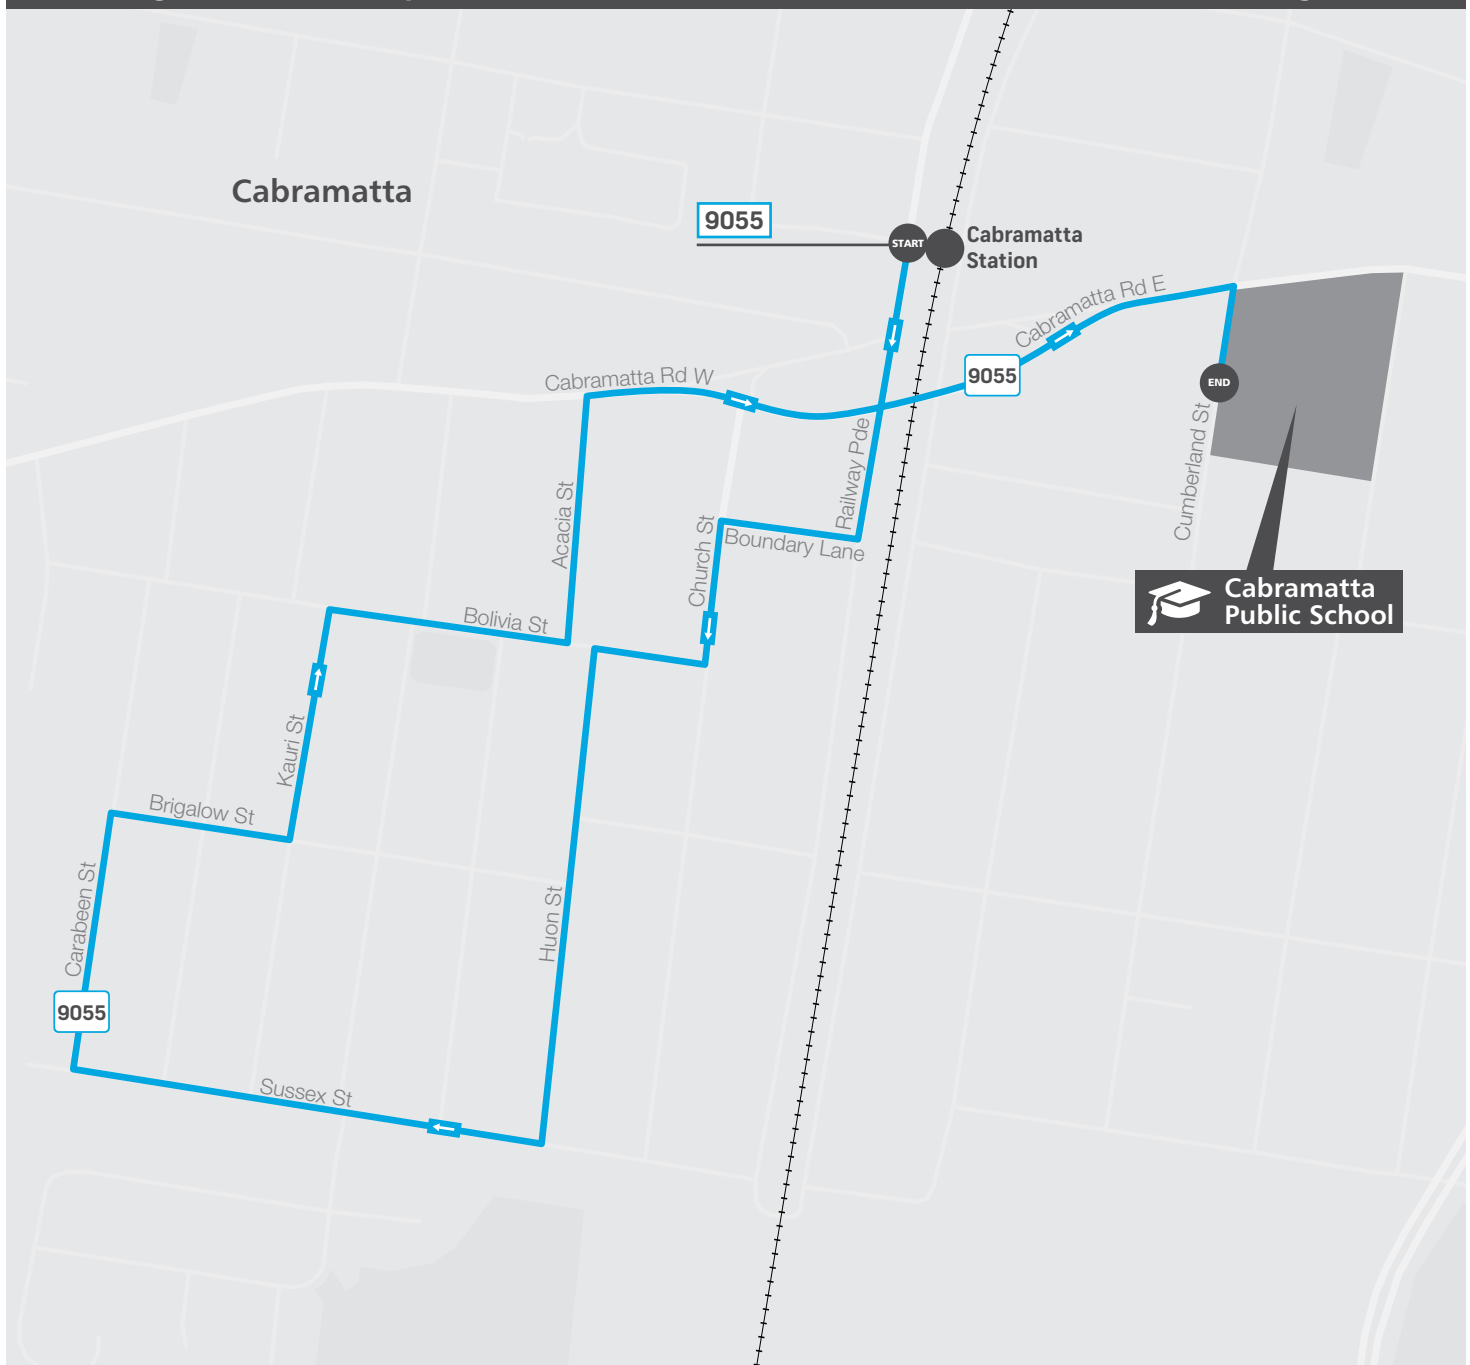 Cabramatta
9055
START
Cabramatta
Station
Cabramatta Rd E
Cabramatta Rd W
9055
END
Railway Pde
Cumberland St
Acacia St
Church St
Boundary Lane
Cabramatta
Public School
Bolivia St
Kauri St
Brigalow St
Carabeen St
Huon St
9055
Sussex St